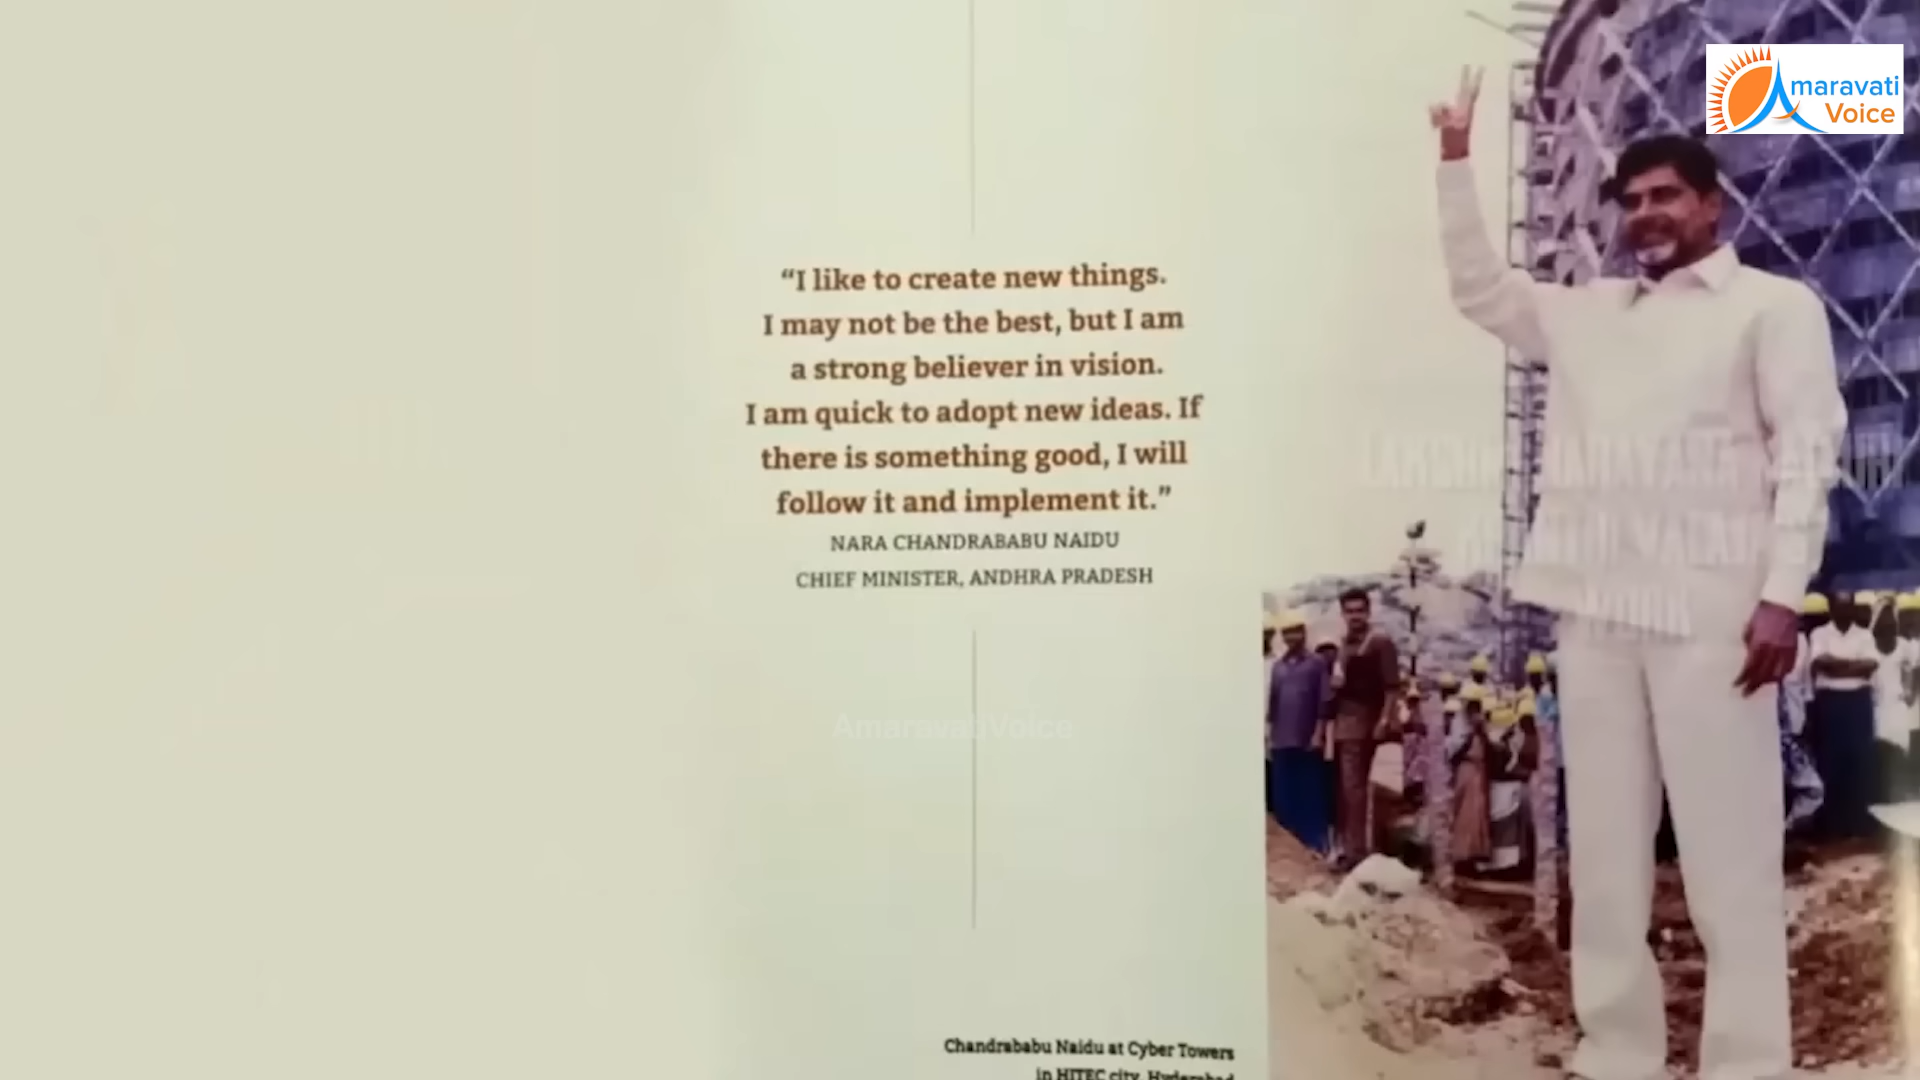 Amaravati
Voice
“I like to create new things.
I may not be the best, but I am
a strong believer in vision.
I am quick to adopt new ideas. If
there is something good, I will
follow it and implement it.”
NARA CHANDRABABU NAIDU
CHIEF MINISTER, ANDHRA PRADESH
AmaravatiVoice
Chandrababu Naidu at Cyber Towers
in HITEC city, Hyderabad